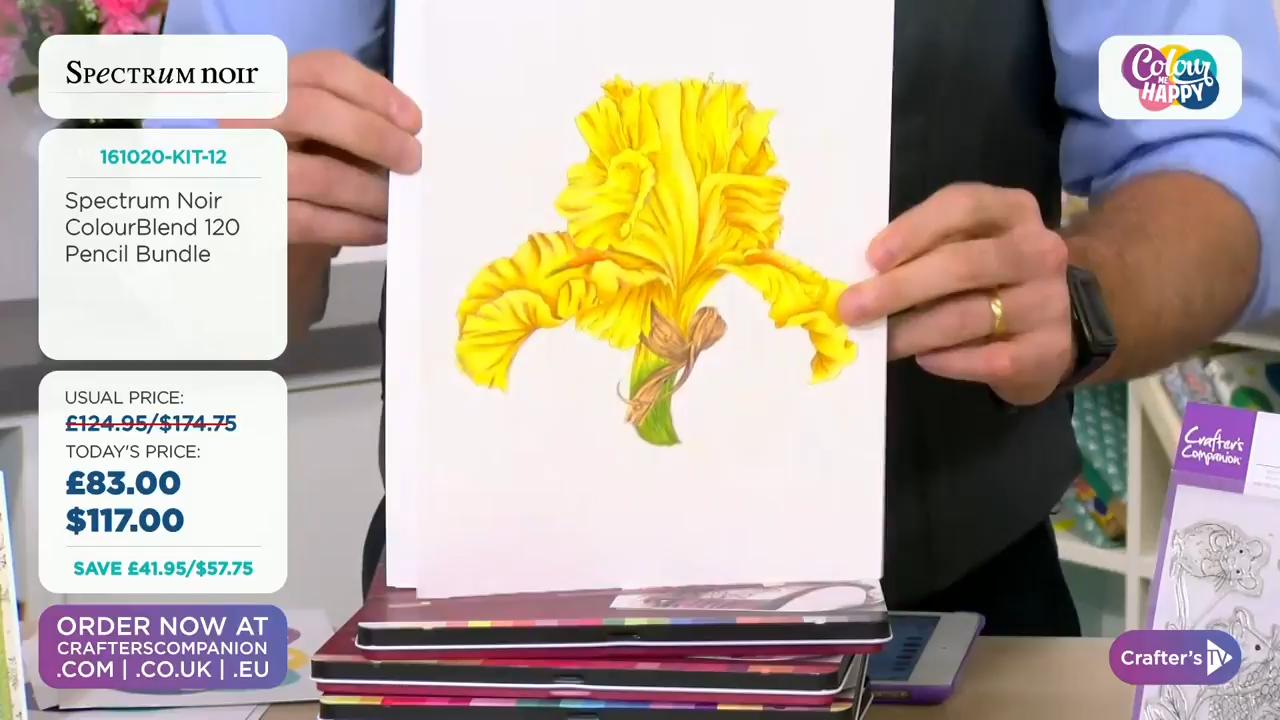 SPECTRUM NOIR
161020-KIT-12
Spectrum Noir
ColourBlend 120
Pencil Bundle
USUAL PRICE:
£124.95/$174.75
TODAY'S PRICE:
£83.00
$117.00
SAVE £41.95/$57.75
ORDER NOW AT
CRAFTERSCOMPANION
.COM | .CO.UK | .EU
Colour
ME
HAPPY
Crafter's
Companion
Crafter's TV